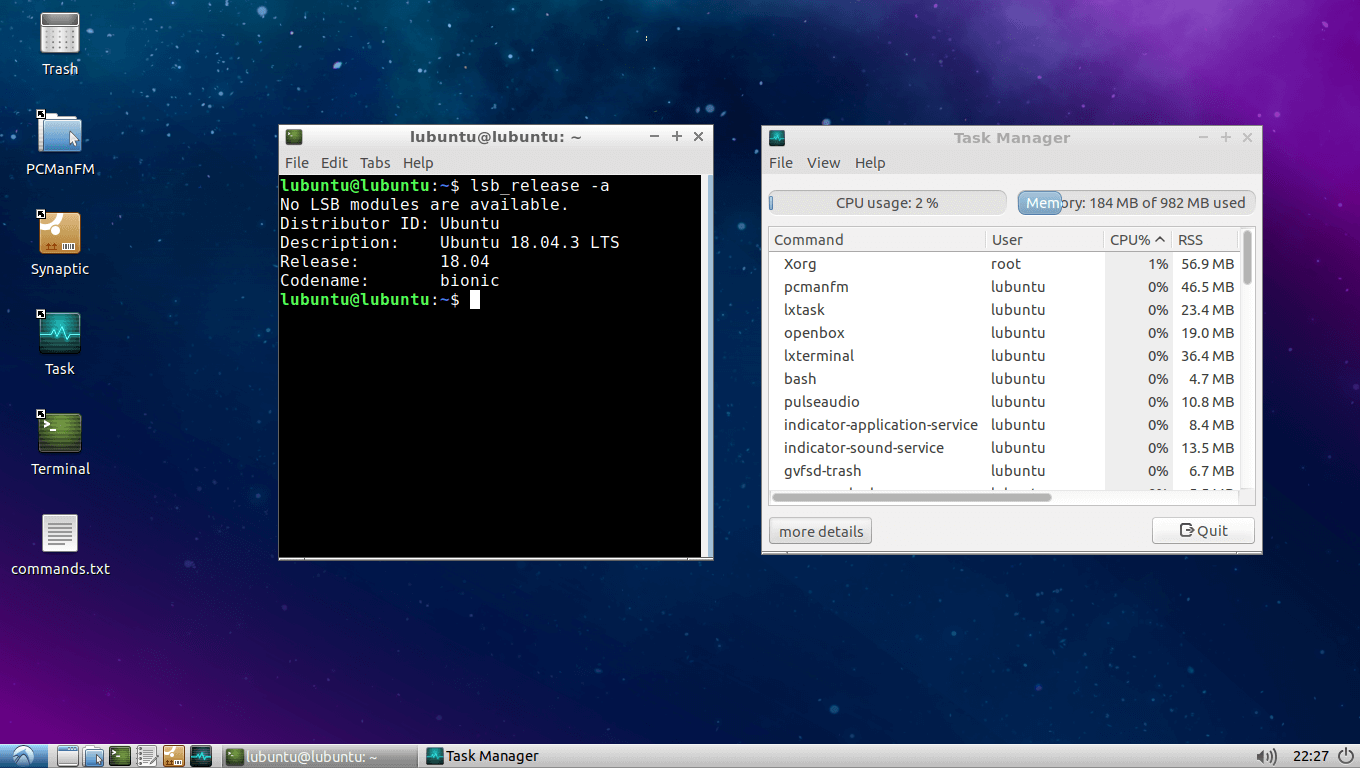 Trash
PCManFM
Synaptic
Task
Terminal
commands.txt
lubuntu@lubuntu: ~
File Edit Tabs Help
lubuntu@lubuntu:~$ lsb_release -a
No LSB modules are available.
Distributor ID: Ubuntu
Description: Ubuntu 18.04.3 LTS
Release: 18.04
Codename: bionic
lubuntu@lubuntu:~$
Task Manager
File View Help
CPU usage: 2 % Memory: 184 MB of 982 MB used
Command User CPU% RSS
Xorg root 1% 56.9 MB
pcmanfm lubuntu 0% 46.5 MB
lxtask lubuntu 0% 23.4 MB
openbox lubuntu 0% 19.0 MB
lxterminal lubuntu 0% 36.4 MB
bash lubuntu 0% 4.7 MB
pulseaudio lubuntu 0% 10.8 MB
indicator-application-service lubuntu 0% 8.4 MB
indicator-sound-service lubuntu 0% 13.5 MB
gvfsd-trash lubuntu 0% 6.7 MB
more details Quit
lubuntu@lubuntu: ~ Task Manager 22:27